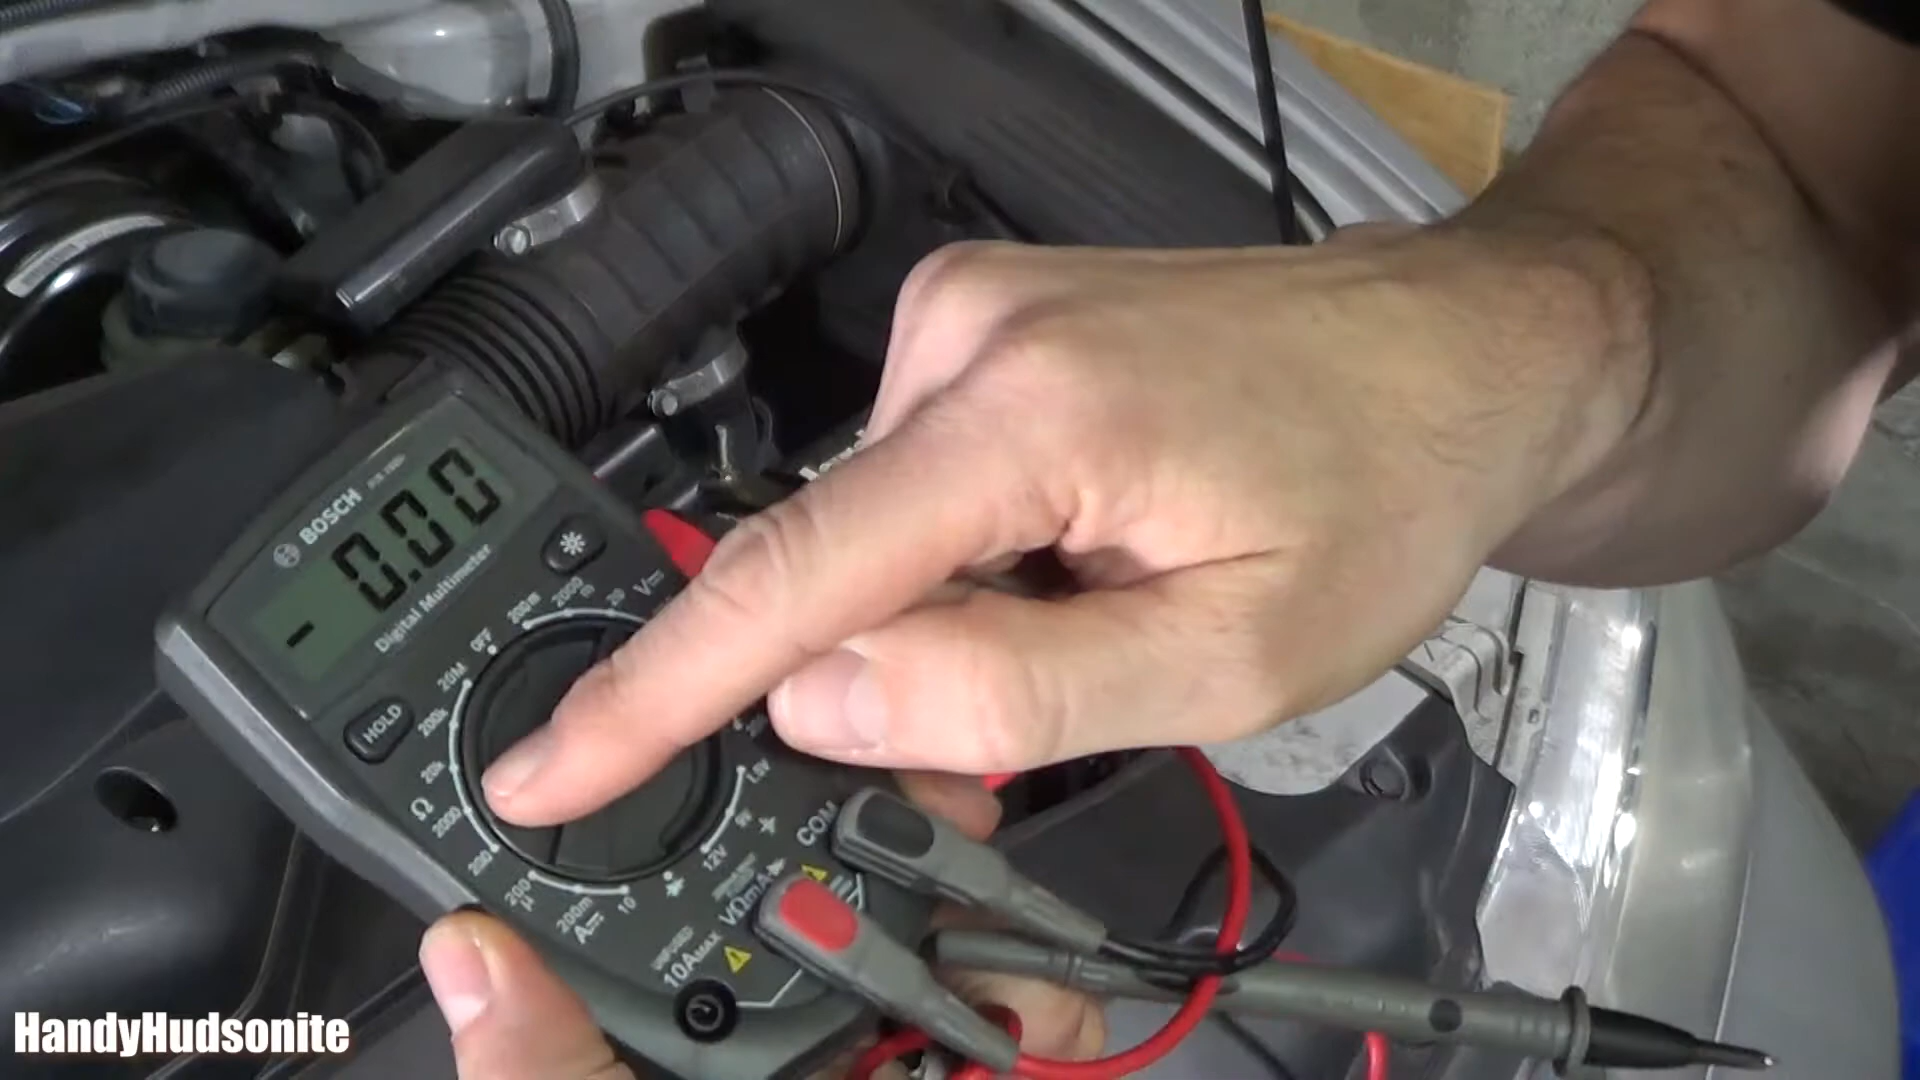 BOSCH
- 0.00
Digital Multimeter
HOLD
OFF
200m
2000
m
20
V
20M
200k
20k
Ω
2000
200
200
µ
200m
A
10
1.5V
9V
12V
COM
VΩmA
UNFUSED
10A MAX
HandyHudsonite